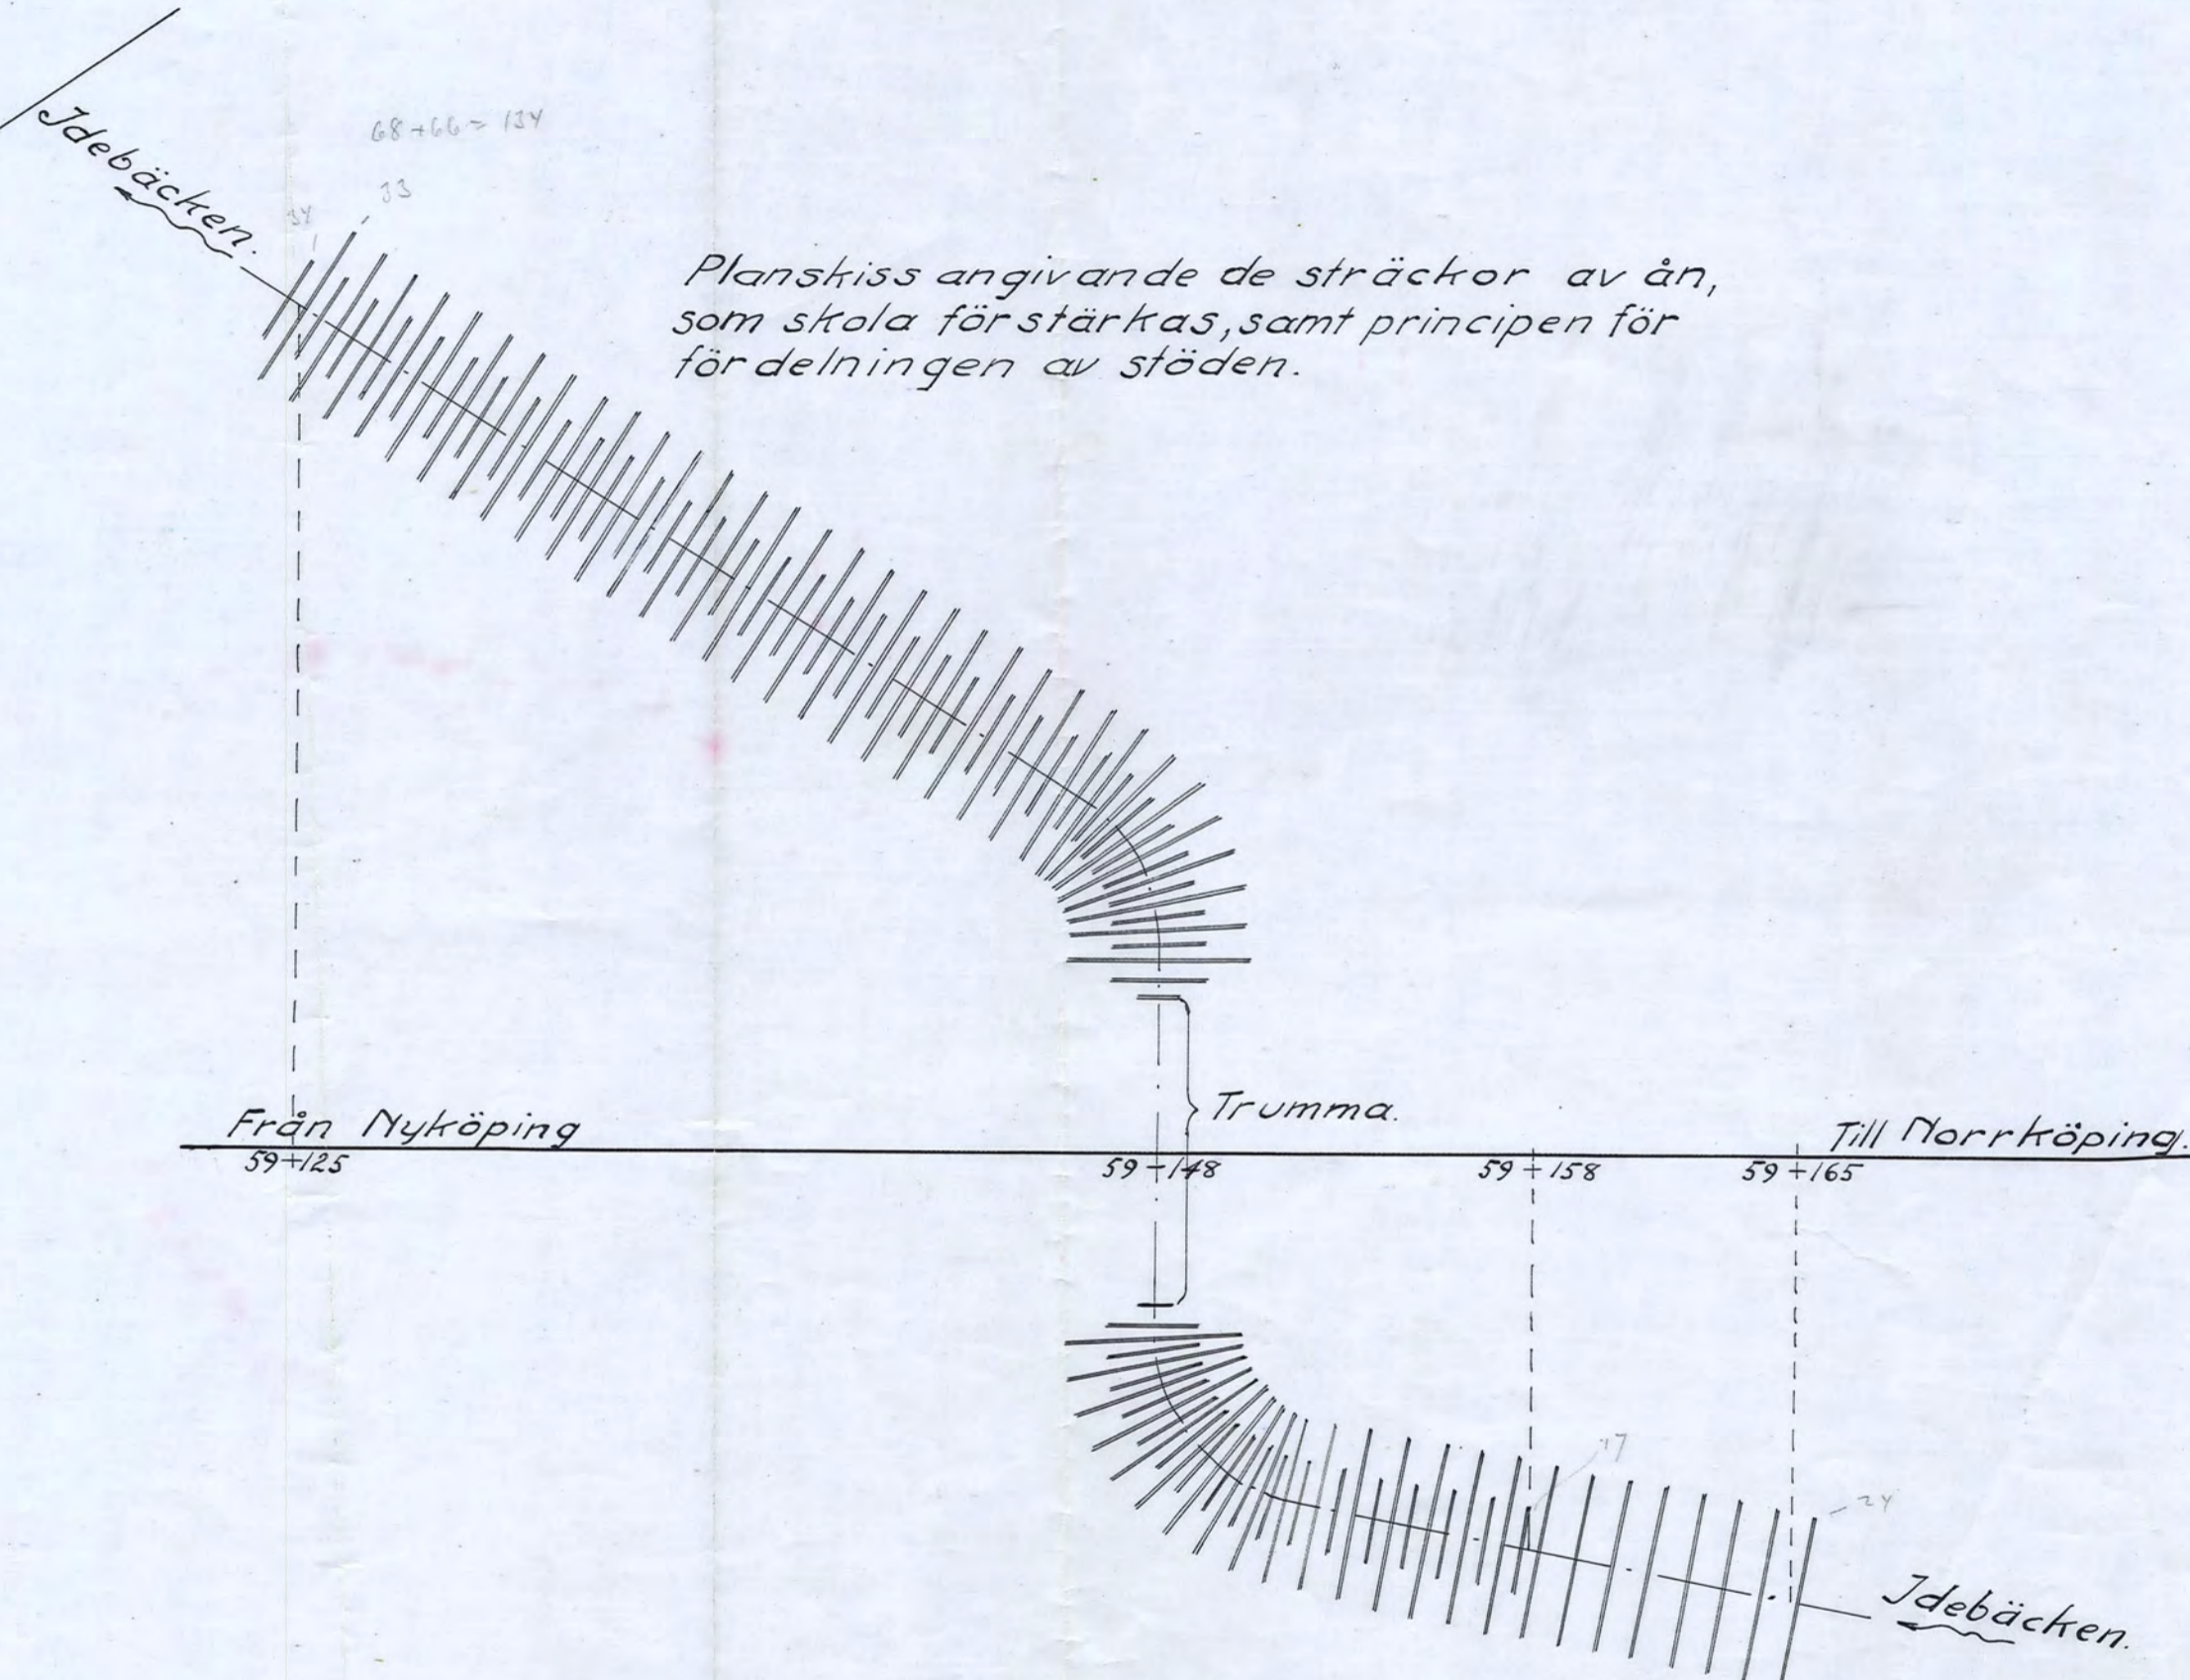 Idebäcken.
68+66=134
34
33
Planskiss angivande de sträckor av ån,
som skola förstärkas, samt principen för
fördelningen av stöden.
Trumma.
Från Nyköping
Till Norrköping.
59+125
59+148
59+158
59+165
17
24
Idebäcken.